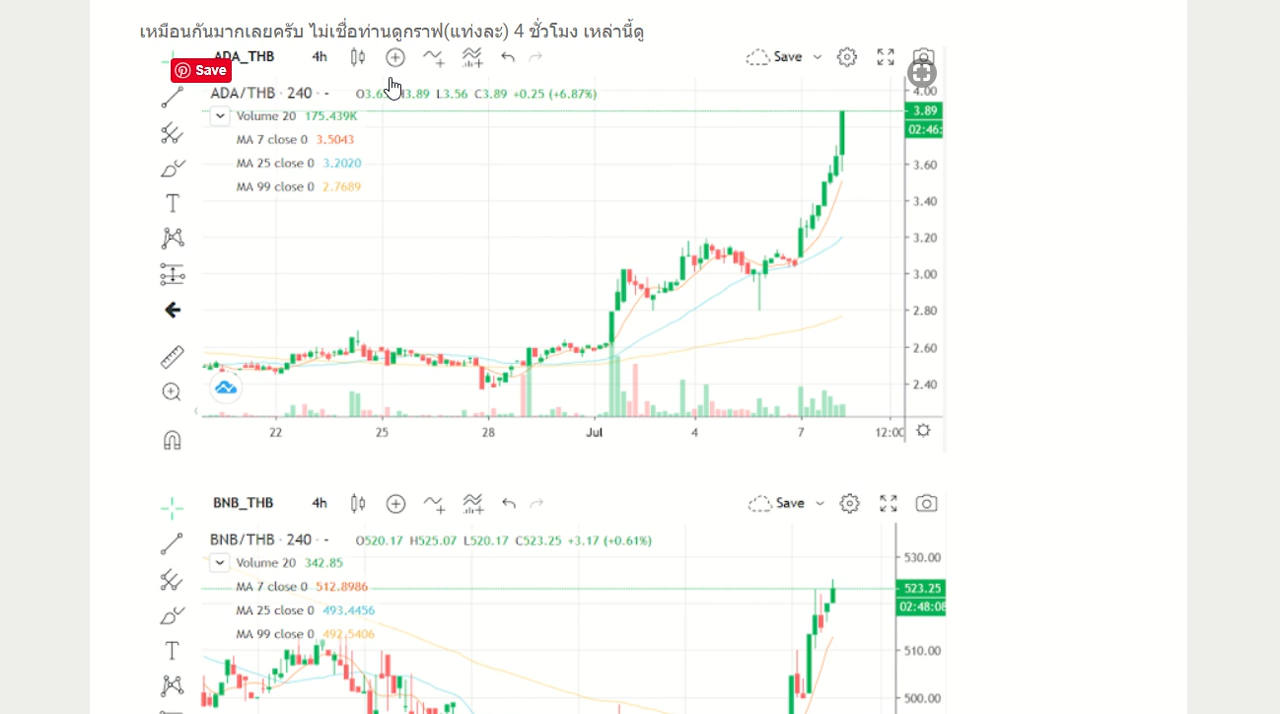 เหมือนกันมากเลยครับ ไม่เชื่อท่านดูกราฟ(แท่งละ) 4 ชั่วโมง เหล่านี้ดู
ADA_THB 4h Save
Save
ADA/THB · 240 · - .89 L3.56 C3.89 +0.25 (+6.87%)
4.00
3.89
02:46:
Volume 20 175.439K
MA 7 close 0 3.5043
MA 25 close 0 3.2020
3.60
MA 99 close 0 2.7689
3.40
3.20
3.00
2.80
2.60
2.40
22 25 28 Jul 4 7 12:00
BNB_THB 4h Save
BNB/THB · 240 · - O520.17 H525.07 L520.17 C523.25 +3.17 (+0.61%)
530.00
Volume 20 342.85
MA 7 close 0 512.8986
523.25
02:48:08
MA 25 close 0 493.4456
MA 99 close 0 492.5406
510.00
500.00